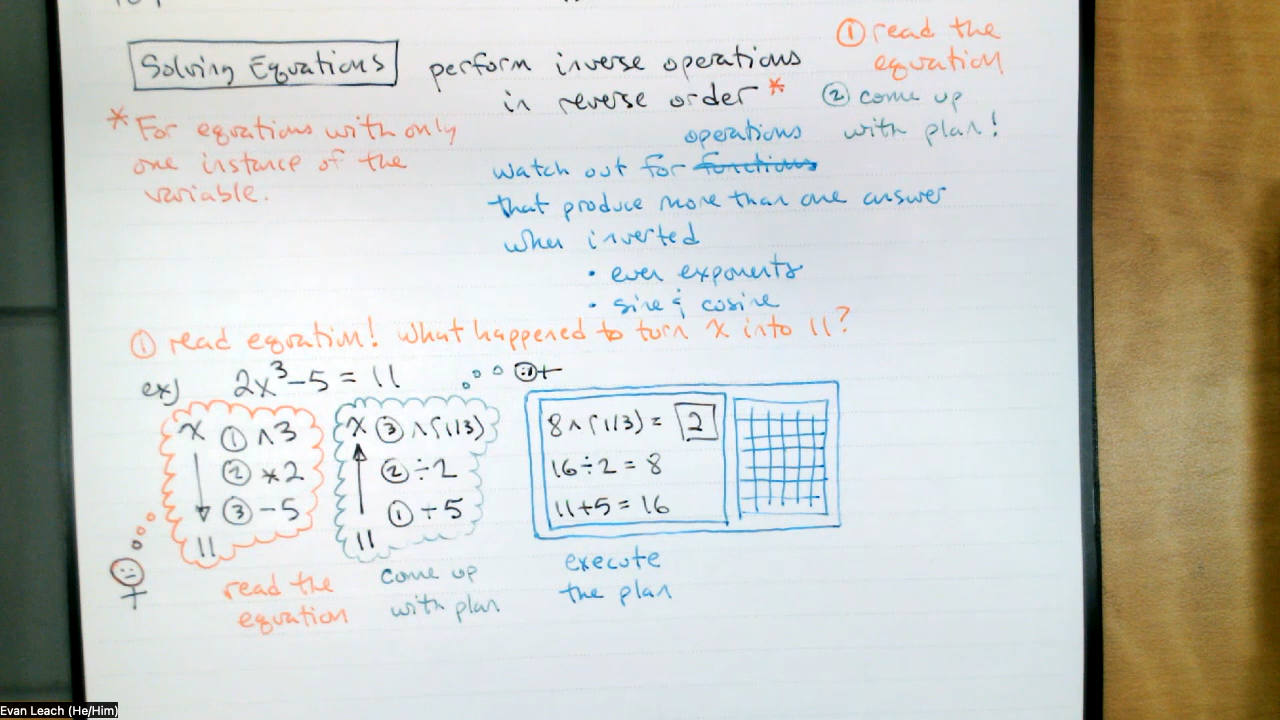 Solving Equations perform inverse operations
in reverse order *
① read the
equation
② come up
with plan!
* For equations with only
one instance of the
variable.
operations
watch out for functions
that produce more than one answer
when inverted
• even exponents
• sine & cosine
① read equation! What happened to turn x into 11?
ex) 2x³-5 = 11
x ① ^3
② *2
③ -5
11
x ③ ^(1/3)
② ÷2
① +5
11
8^(1/3) = 2
16÷2 = 8
11+5 = 16
read the
equation
come up
with plan
execute
the plan
Evan Leach (He/Him)